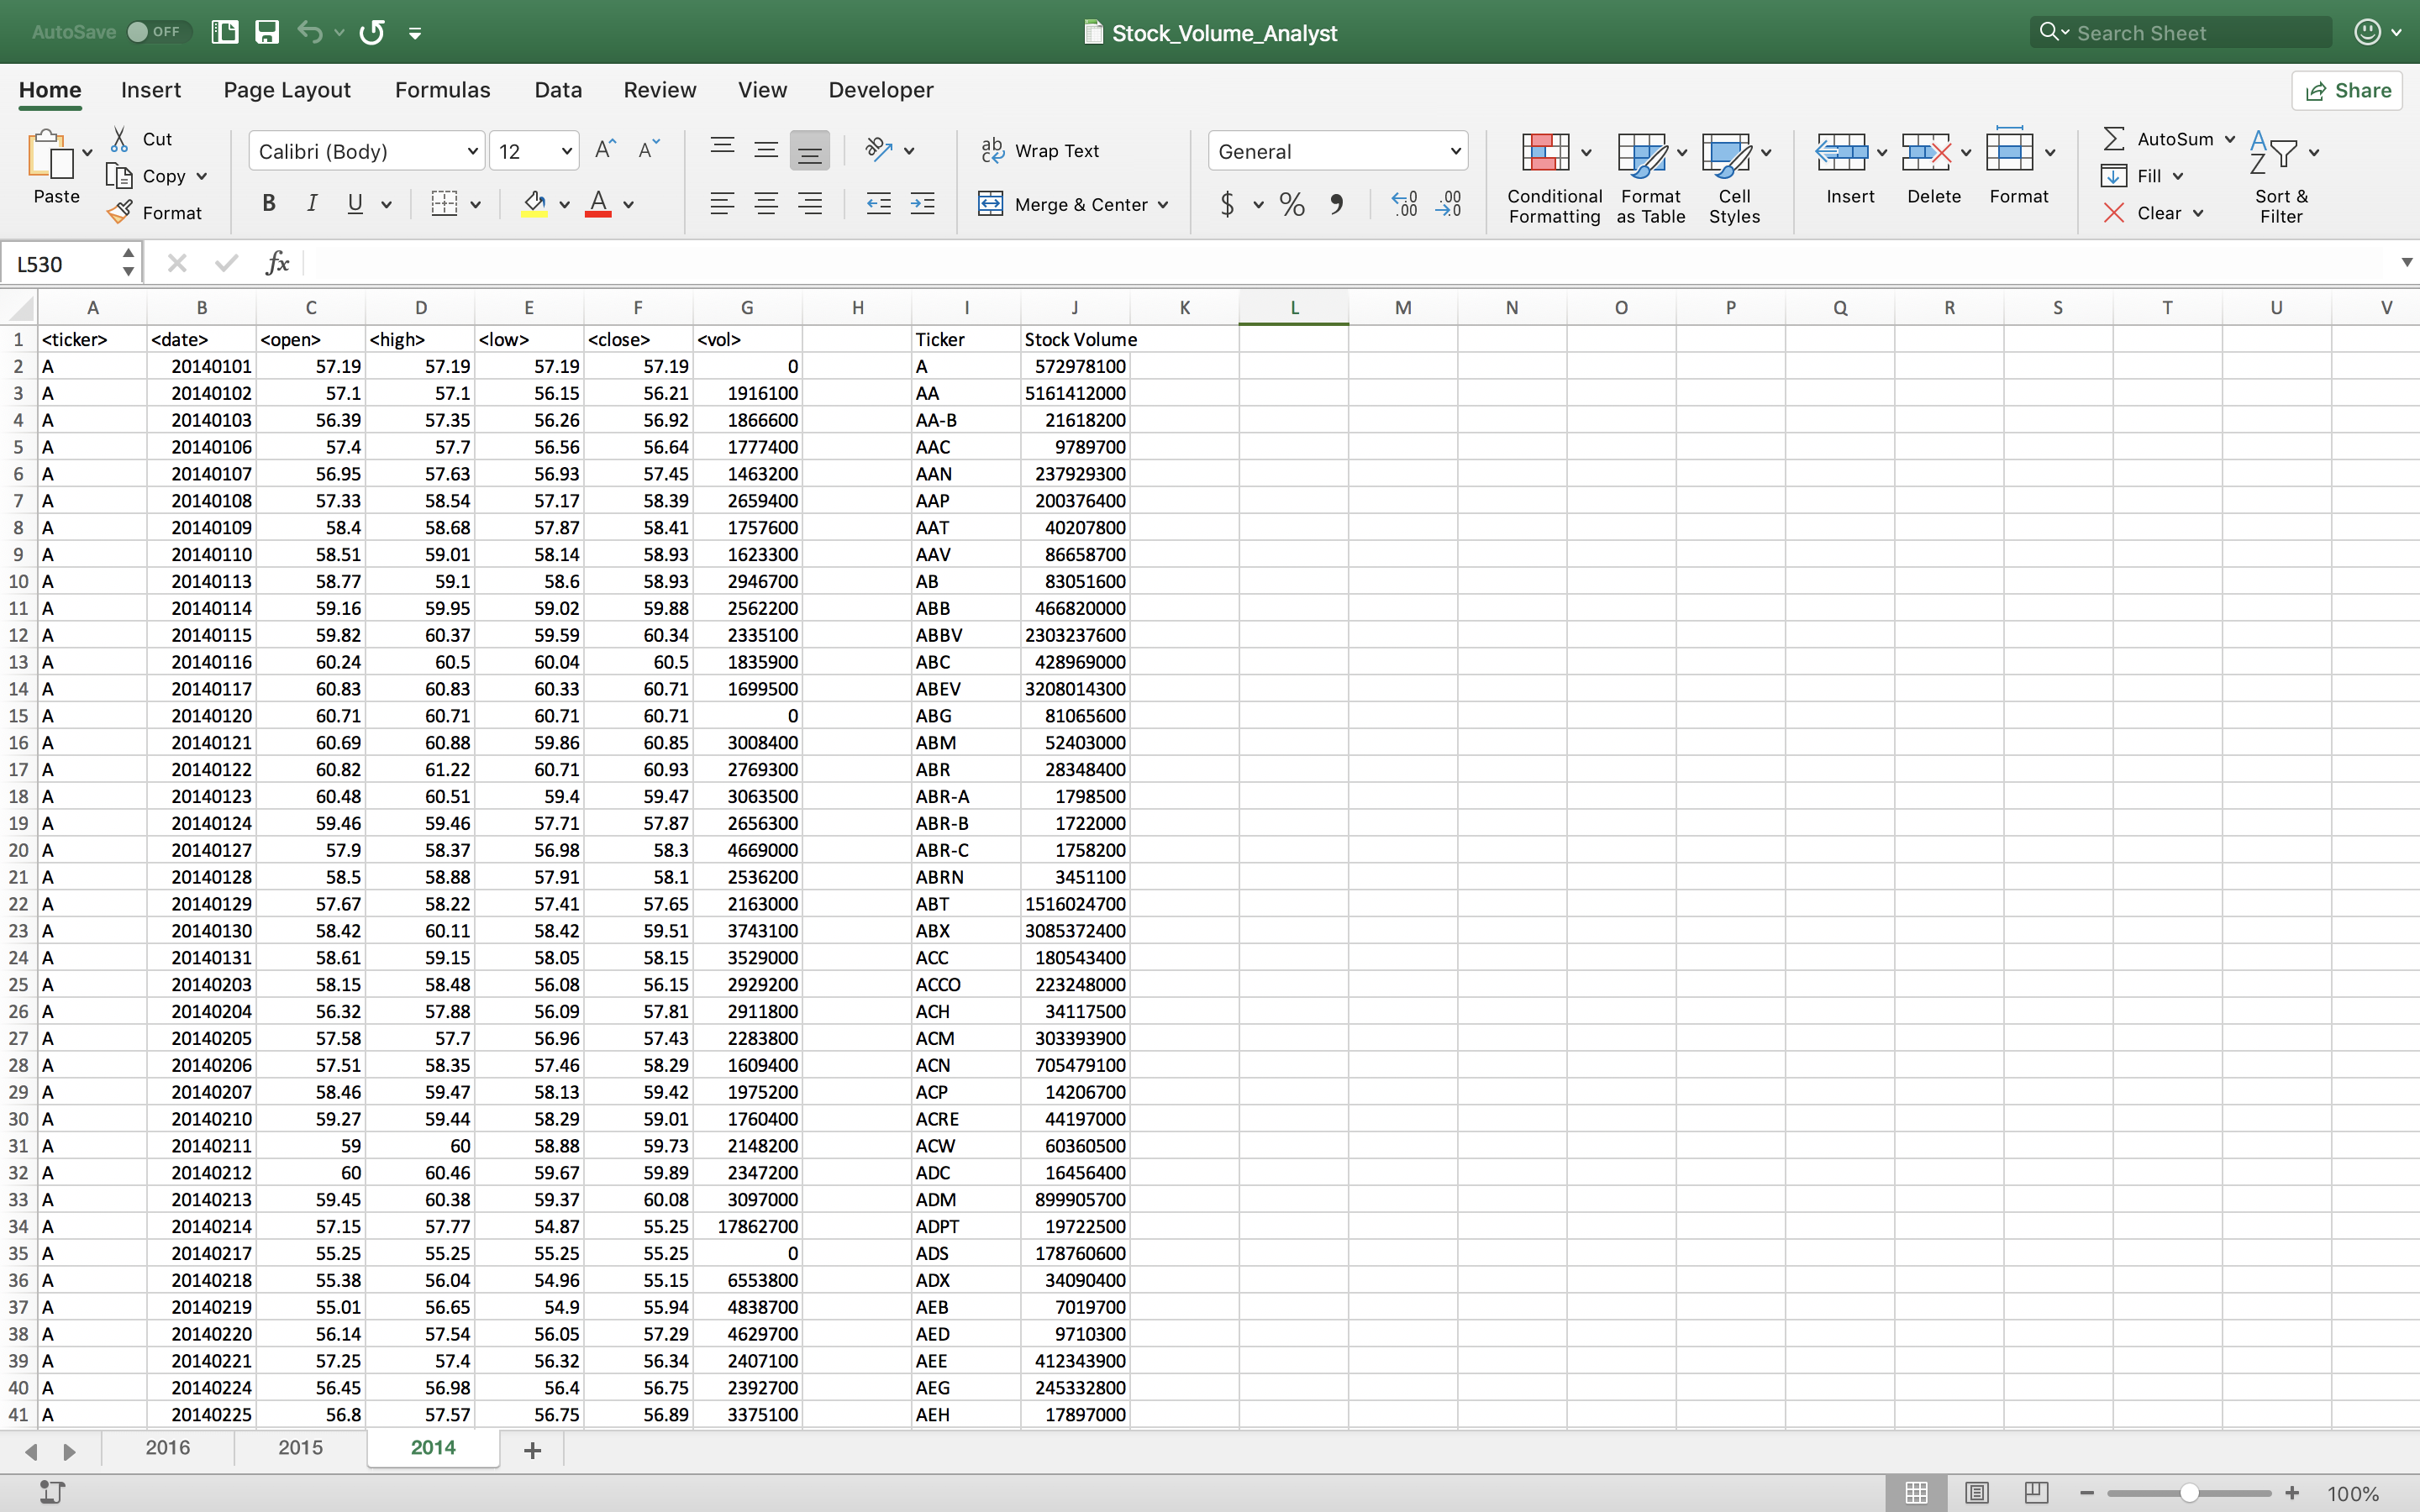 AutoSave OFF Stock_Volume_Analyst Search Sheet
Home Insert Page Layout Formulas Data Review View Developer Share
Paste Cut Copy Format
Calibri (Body) 12
B I U
Wrap Text
Merge & Center
General
$ %
Conditional Formatting
Format as Table
Cell Styles
Insert Delete Format
AutoSum
Fill
Clear
Sort & Filter
L530 fx
A B C D E F G H I J K L M N O P Q R S T U V
1 <ticker> <date> <open> <high> <low> <close> <vol> Ticker Stock Volume
2 A 20140101 57.19 57.19 57.19 57.19 0 A 572978100
3 A 20140102 57.1 57.1 56.15 56.21 1916100 AA 5161412000
4 A 20140103 56.39 57.35 56.26 56.92 1866600 AA-B 21618200
5 A 20140106 57.4 57.7 56.56 56.64 1777400 AAC 9789700
6 A 20140107 56.95 57.63 56.93 57.45 1463200 AAN 237929300
7 A 20140108 57.33 58.54 57.17 58.39 2659400 AAP 200376400
8 A 20140109 58.4 58.68 57.87 58.41 1757600 AAT 40207800
9 A 20140110 58.51 59.01 58.14 58.93 1623300 AAV 86658700
10 A 20140113 58.77 59.1 58.6 58.93 2946700 AB 83051600
11 A 20140114 59.16 59.95 59.02 59.88 2562200 ABB 466820000
12 A 20140115 59.82 60.37 59.59 60.34 2335100 ABBV 2303237600
13 A 20140116 60.24 60.5 60.04 60.5 1835900 ABC 428969000
14 A 20140117 60.83 60.83 60.33 60.71 1699500 ABEV 3208014300
15 A 20140120 60.71 60.71 60.71 60.71 0 ABG 81065600
16 A 20140121 60.69 60.88 59.86 60.85 3008400 ABM 52403000
17 A 20140122 60.82 61.22 60.71 60.93 2769300 ABR 28348400
18 A 20140123 60.48 60.51 59.4 59.47 3063500 ABR-A 1798500
19 A 20140124 59.46 59.46 57.71 57.87 2656300 ABR-B 1722000
20 A 20140127 57.9 58.37 56.98 58.3 4669000 ABR-C 1758200
21 A 20140128 58.5 58.88 57.91 58.1 2536200 ABRN 3451100
22 A 20140129 57.67 58.22 57.41 57.65 2163000 ABT 1516024700
23 A 20140130 58.42 60.11 58.42 59.51 3743100 ABX 3085372400
24 A 20140131 58.61 59.15 58.05 58.15 3529000 ACC 180543400
25 A 20140203 58.15 58.48 56.08 56.15 2929200 ACCO 223248000
26 A 20140204 56.32 57.88 56.09 57.81 2911800 ACH 34117500
27 A 20140205 57.58 57.7 56.96 57.43 2283800 ACM 303393900
28 A 20140206 57.51 58.35 57.46 58.29 1609400 ACN 705479100
29 A 20140207 58.46 59.47 58.13 59.42 1975200 ACP 14206700
30 A 20140210 59.27 59.44 58.29 59.01 1760400 ACRE 44197000
31 A 20140211 59 60 58.88 59.73 2148200 ACW 60360500
32 A 20140212 60 60.46 59.67 59.89 2347200 ADC 16456400
33 A 20140213 59.45 60.38 59.37 60.08 3097000 ADM 899905700
34 A 20140214 57.15 57.77 54.87 55.25 17862700 ADPT 19722500
35 A 20140217 55.25 55.25 55.25 55.25 0 ADS 178760600
36 A 20140218 55.38 56.04 54.96 55.15 6553800 ADX 34090400
37 A 20140219 55.01 56.65 54.9 55.94 4838700 AEB 7019700
38 A 20140220 56.14 57.54 56.05 57.29 4629700 AED 9710300
39 A 20140221 57.25 57.4 56.32 56.34 2407100 AEE 412343900
40 A 20140224 56.45 56.98 56.4 56.75 2392700 AEG 245332800
41 A 20140225 56.8 57.57 56.75 56.89 3375100 AEH 17897000
2016 2015 2014 +
100%